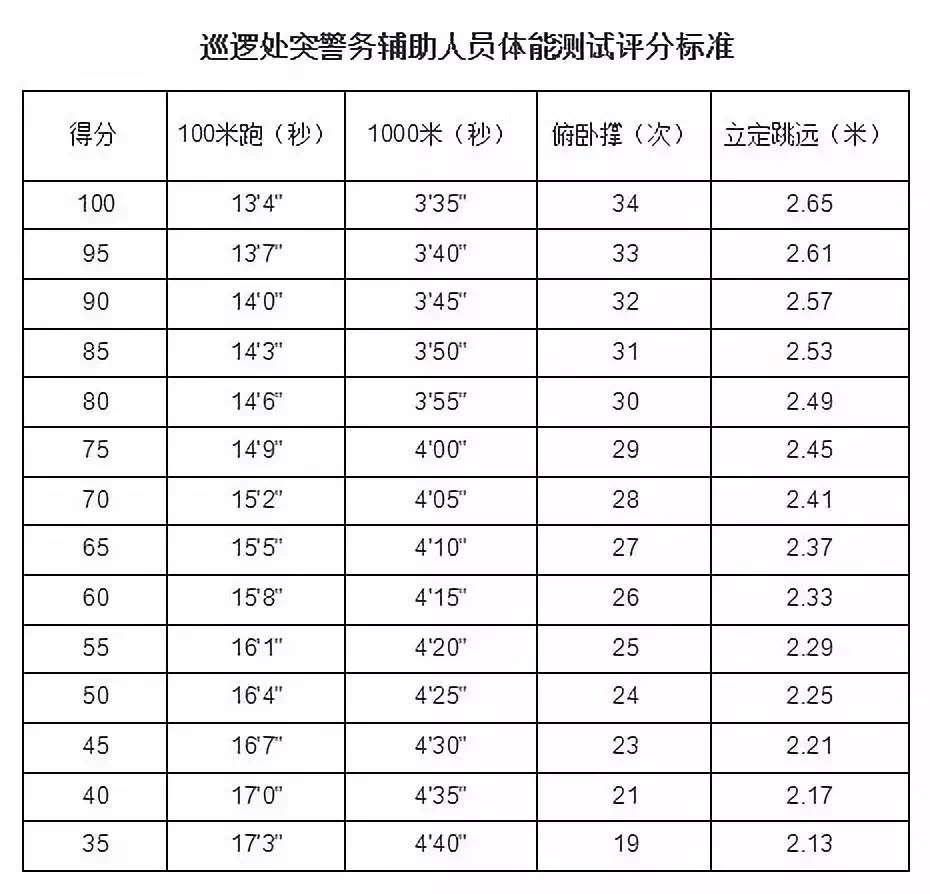 巡逻处突警务辅助人员体能测试评分标准
得分 100米跑（秒） 1000米（秒） 俯卧撑（次） 立定跳远（米）
100 13'4" 3'35" 34 2.65
95 13'7" 3'40" 33 2.61
90 14'0" 3'45" 32 2.57
85 14'3" 3'50" 31 2.53
80 14'6" 3'55" 30 2.49
75 14'9" 4'00" 29 2.45
70 15'2" 4'05" 28 2.41
65 15'5" 4'10" 27 2.37
60 15'8" 4'15" 26 2.33
55 16'1" 4'20" 25 2.29
50 16'4" 4'25" 24 2.25
45 16'7" 4'30" 23 2.21
40 17'0" 4'35" 21 2.17
35 17'3" 4'40" 19 2.13